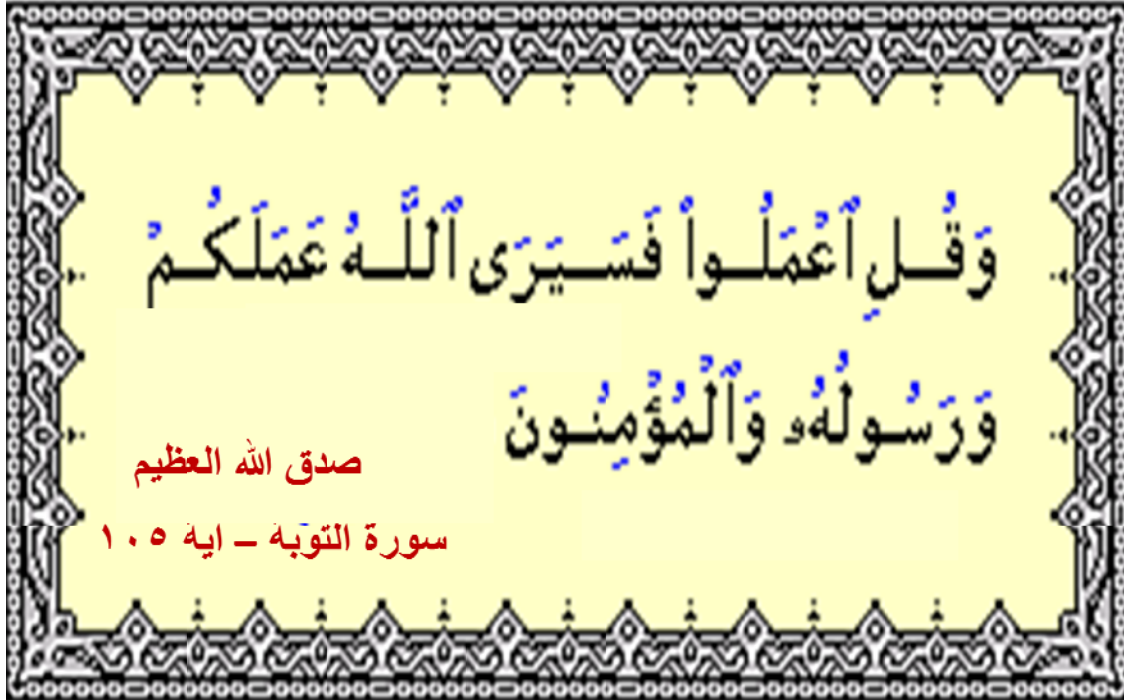 وَقُلِ ٱعْمَلُوا۟ فَسَيَرَى ٱللَّهُ عَمَلَكُمْ
وَرَسُولُهُۥ وَٱلْمُؤْمِنُونَ
صدق الله العظيم
سورة التوبة – اية ١٠٥